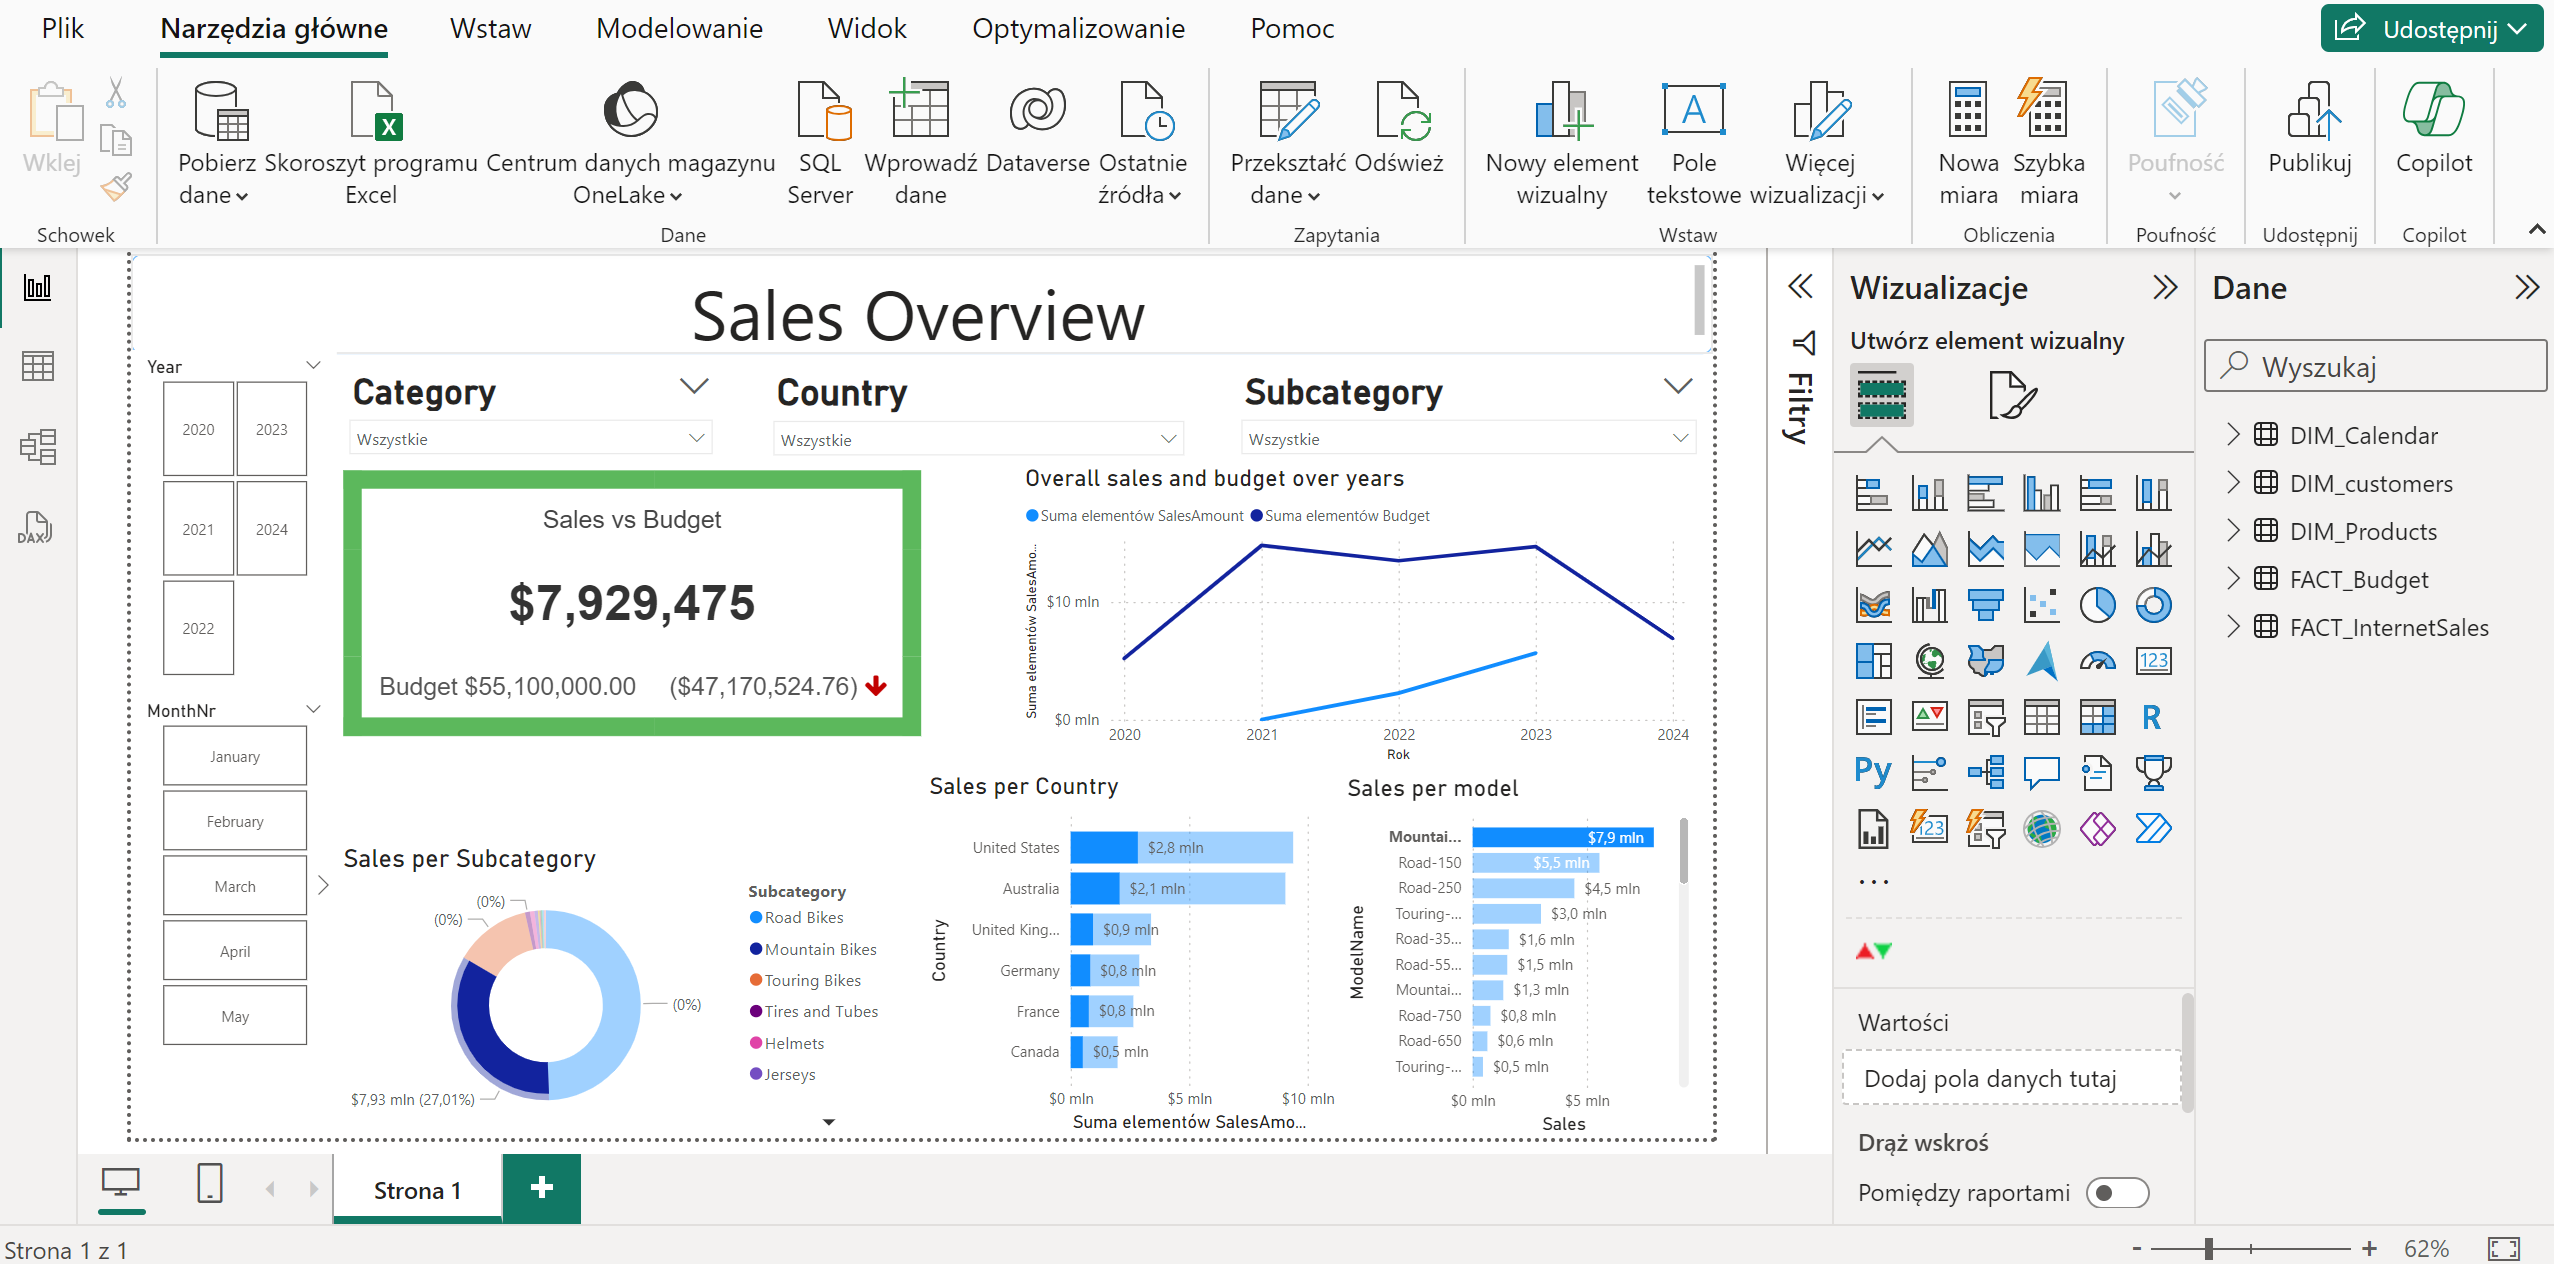 Plik
Narzędzia główne
Wstaw
Modelowanie
Widok
Optymalizowanie
Pomoc
Udostępnij
Wklej
Schowek
Pobierz dane
Skoroszyt programu Excel
Centrum danych magazynu OneLake
SQL Server
Wprowadź dane
Dataverse
Ostatnie źródła
Dane
Przekształć dane
Odśwież
Zapytania
Nowy element wizualny
A
Pole tekstowe
Więcej wizualizacji
Wstaw
Nowa miara
Szybka miara
Obliczenia
Poufność
Poufność
Publikuj
Udostępnij
Copilot
Copilot
DAX
Sales Overview
Year
2020
2023
2021
2024
2022
MonthNr
January
February
March
April
May
Category
Wszystkie
Country
Wszystkie
Subcategory
Wszystkie
Sales vs Budget
$7,929,475
Budget $55,100,000.00
($47,170,524.76)
Overall sales and budget over years
Suma elementów SalesAmount
Suma elementów Budget
Suma elementów SalesAmo...
$10 mln
$0 mln
2020
2021
2022
2023
2024
Rok
Sales per Subcategory
(0%)
(0%)
(0%)
$7,93 mln (27,01%)
Subcategory
Road Bikes
Mountain Bikes
Touring Bikes
Tires and Tubes
Helmets
Jerseys
Sales per Country
Country
United States $2,8 mln
Australia $2,1 mln
United King... $0,9 mln
Germany $0,8 mln
France $0,8 mln
Canada $0,5 mln
$0 mln
$5 mln
$10 mln
Suma elementów SalesAmo...
Sales per model
ModelName
Mountai... $7,9 mln
Road-150 $5,5 mln
Road-250 $4,5 mln
Touring-... $3,0 mln
Road-35... $1,6 mln
Road-55... $1,5 mln
Mountai... $1,3 mln
Road-750 $0,8 mln
Road-650 $0,6 mln
Touring-... $0,5 mln
$0 mln
$5 mln
Sales
Filtry
Wizualizacje
Utwórz element wizualny
123
R
Py
123
...
Wartości
Dodaj pola danych tutaj
Drąż wskroś
Pomiędzy raportami
Dane
Wyszukaj
DIM_Calendar
DIM_customers
DIM_Products
FACT_Budget
FACT_InternetSales
Strona 1
+
Strona 1 z 1
-
+
62%